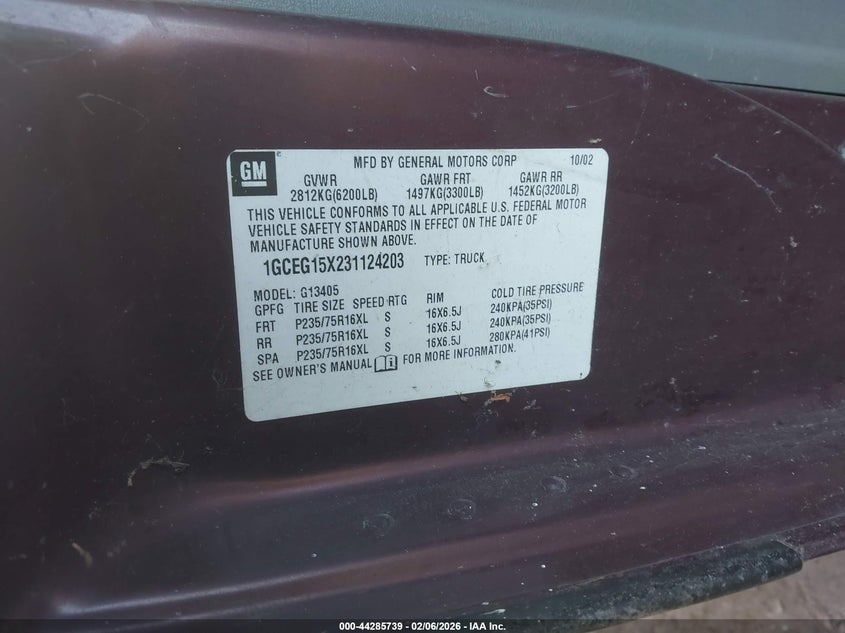 GM
MFD BY GENERAL MOTORS CORP 10/02
GVWR GAWR FRT GAWR RR
2812KG(6200LB) 1497KG(3300LB) 1452KG(3200LB)
THIS VEHICLE CONFORMS TO ALL APPLICABLE U.S. FEDERAL MOTOR
VEHICLE SAFETY STANDARDS IN EFFECT ON THE DATE OF
MANUFACTURE SHOWN ABOVE.
1GCEG15X231124203 TYPE: TRUCK
MODEL: G13405
GPFG TIRE SIZE SPEED RTG RIM COLD TIRE PRESSURE
FRT P235/75R16XL S 16X6.5J 240KPA(35PSI)
RR P235/75R16XL S 16X6.5J 240KPA(35PSI)
SPA P235/75R16XL S 16X6.5J 280KPA(41PSI)
SEE OWNER'S MANUAL FOR MORE INFORMATION.
000-44285739 - 02/06/2026 - IAA Inc.